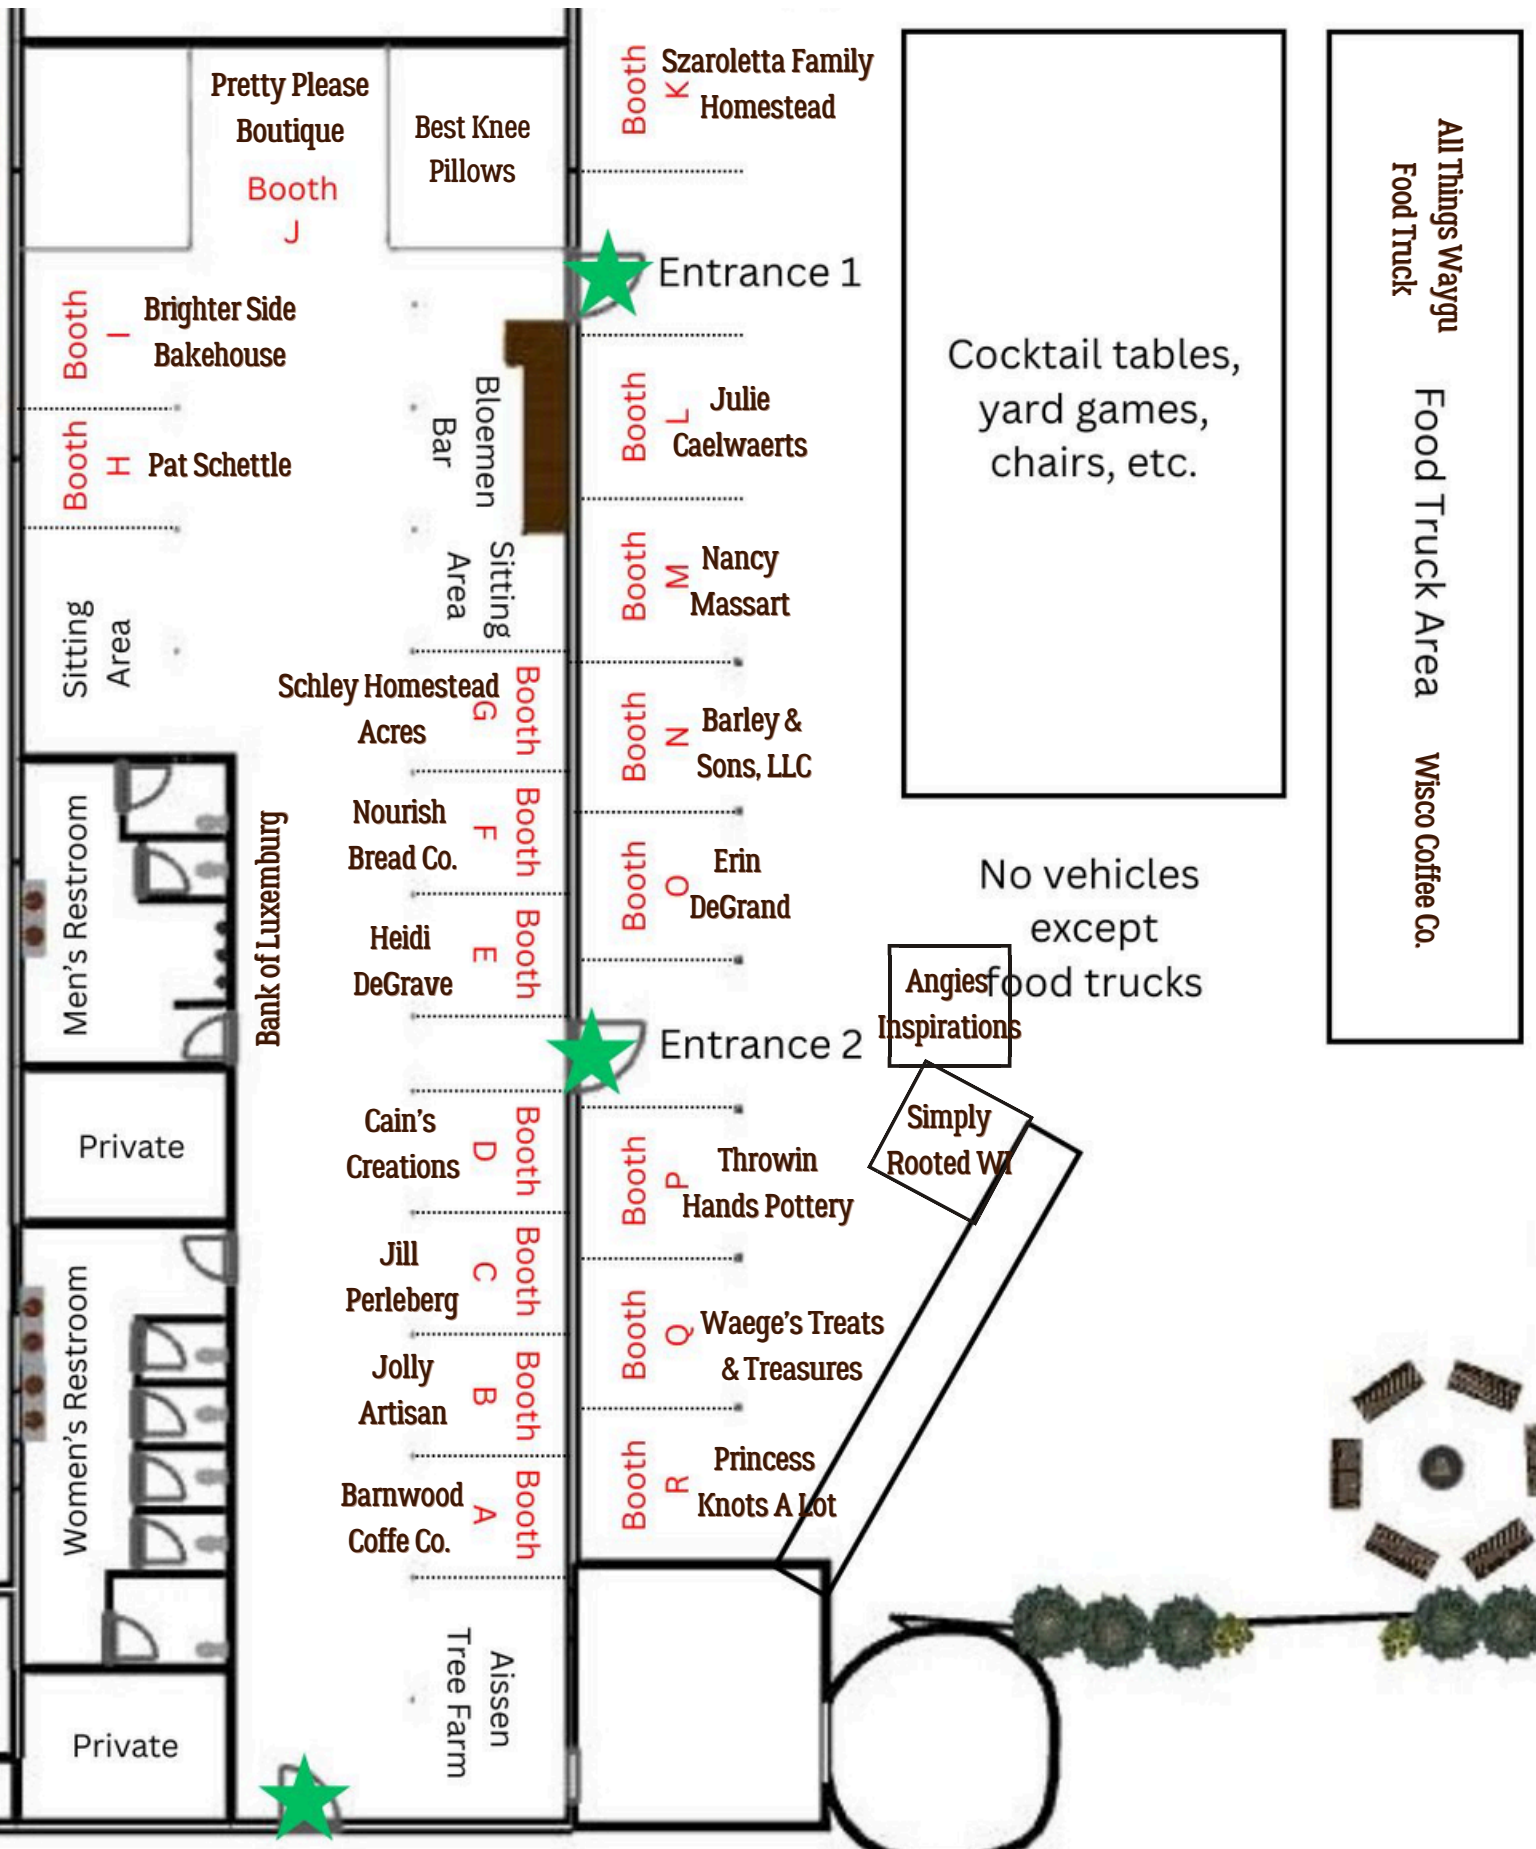 Pretty Please
Boutique
Booth
J
Best Knee
Pillows
Booth
K
Szaroletta Family
Homestead
Entrance 1
Booth
I
Brighter Side
Bakehouse
Booth
H
Pat Schettle
Bloemen
Bar
Sitting
Area
Sitting
Area
Booth
L
Julie
Caelwaerts
Booth
M
Nancy
Massart
Schley Homestead
Acres
G
Booth
Booth
N
Barley &
Sons, LLC
Men's Restroom
Bank of Luxemburg
Nourish
Bread Co.
F
Booth
Booth
O
Erin
DeGrand
Heidi
DeGrave
E
Booth
Entrance 2
Private
Cain's
Creations
D
Booth
Booth
P
Throwin
Hands Pottery
Women's Restroom
Jill
Perleberg
C
Booth
Booth
Q
Waege's Treats
& Treasures
Jolly
Artisan
B
Booth
Booth
R
Princess
Knots A Lot
Barnwood
Coffe Co.
A
Booth
Aissen
Tree Farm
Private
Cocktail tables,
yard games,
chairs, etc.
No vehicles
except
food trucks
Angies
Inspirations
Simply
Rooted WI
All Things Waygu
Food Truck
Food Truck Area
Wisco Coffee Co.